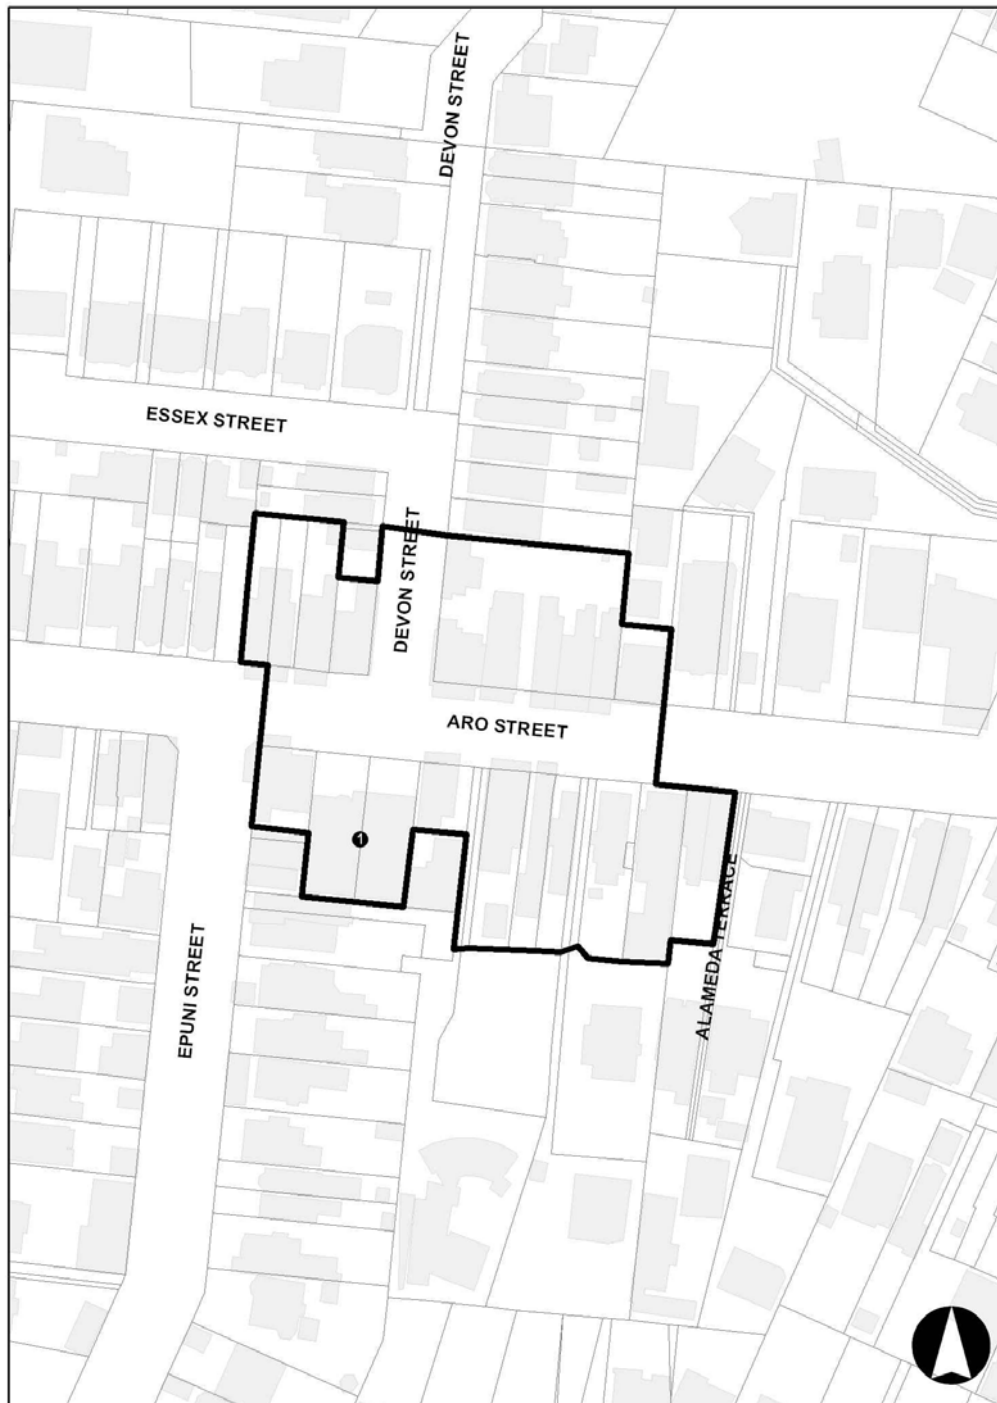 DEVON STREET
ESSEX STREET
DEVON STREET
ARO STREET
1
ALAMEDA TERRACE
EPUNI STREET